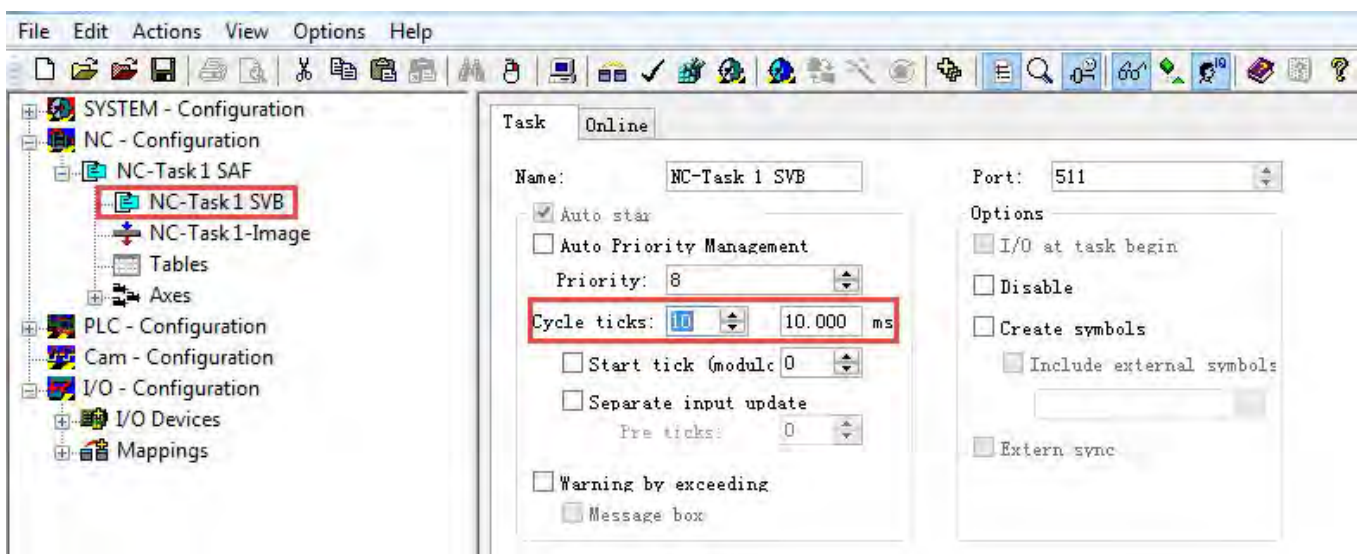 File Edit Actions View Options Help
SYSTEM - Configuration
NC - Configuration
NC-Task 1 SAF
NC-Task 1 SVB
NC-Task 1-Image
Tables
Axes
PLC - Configuration
Cam - Configuration
I/O - Configuration
I/O Devices
Mappings
Task Online
Name: NC-Task 1 SVB Port: 511
Auto star Options
Auto Priority Management I/O at task begin
Priority: 8 Disable
Cycle ticks: 10 10.000 ms Create symbols
Start tick (modulc 0 Include external symbols
Separate input update
Pre ticks: 0 Extern sync
Warning by exceeding
Message box